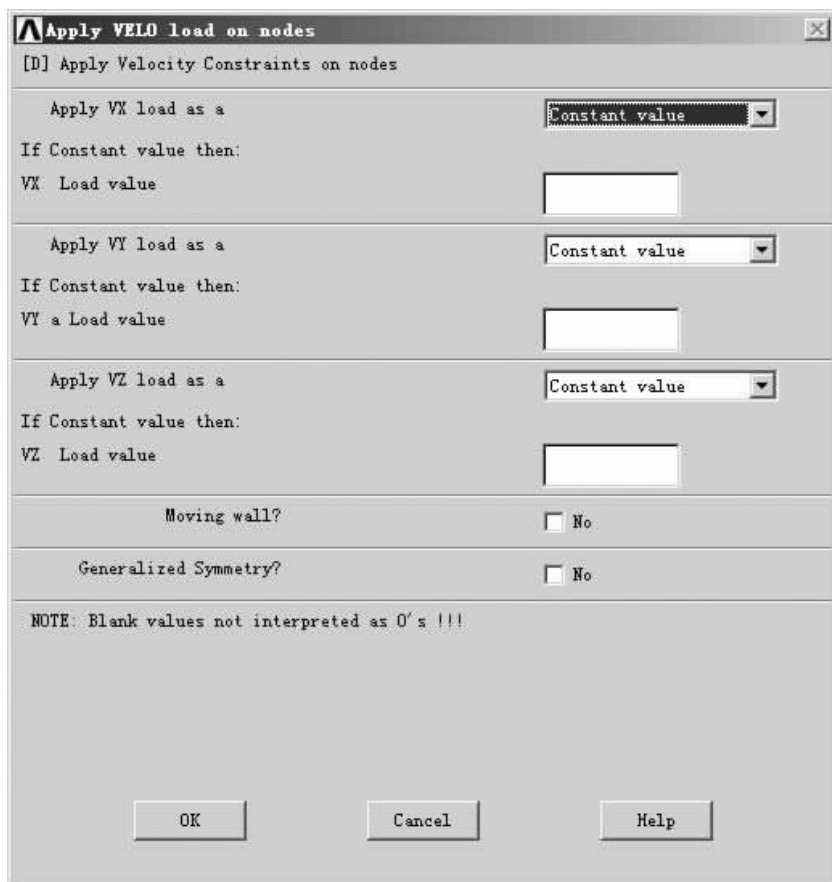 Apply VELO load on nodes
[D] Apply Velocity Constraints on nodes
Apply VX load as a
Constant value
If Constant value then:
VX Load value
Apply VY load as a
Constant value
If Constant value then:
VY a Load value
Apply VZ load as a
Constant value
If Constant value then:
VZ Load value
Moving wall?
No
Generalized Symmetry?
No
NOTE: Blank values not interpreted as 0's !!!
OK
Cancel
Help